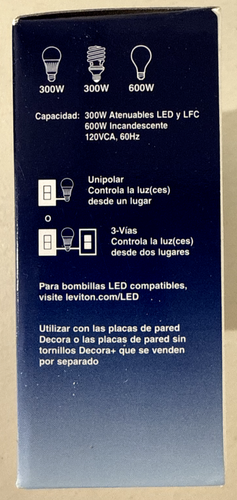 300W 300W 600W
Capacidad: 300W Atenuables LED y LFC
600W Incandescente
120VCA, 60Hz
Unipolar
Controla la luz(ces)
desde un lugar
O
3-Vías
Controla la luz(ces)
desde dos lugares
Para bombillas LED compatibles,
visite leviton.com/LED
Utilizar con las placas de pared
Decora o las placas de pared sin
tornillos Decora+ que se venden
por separado